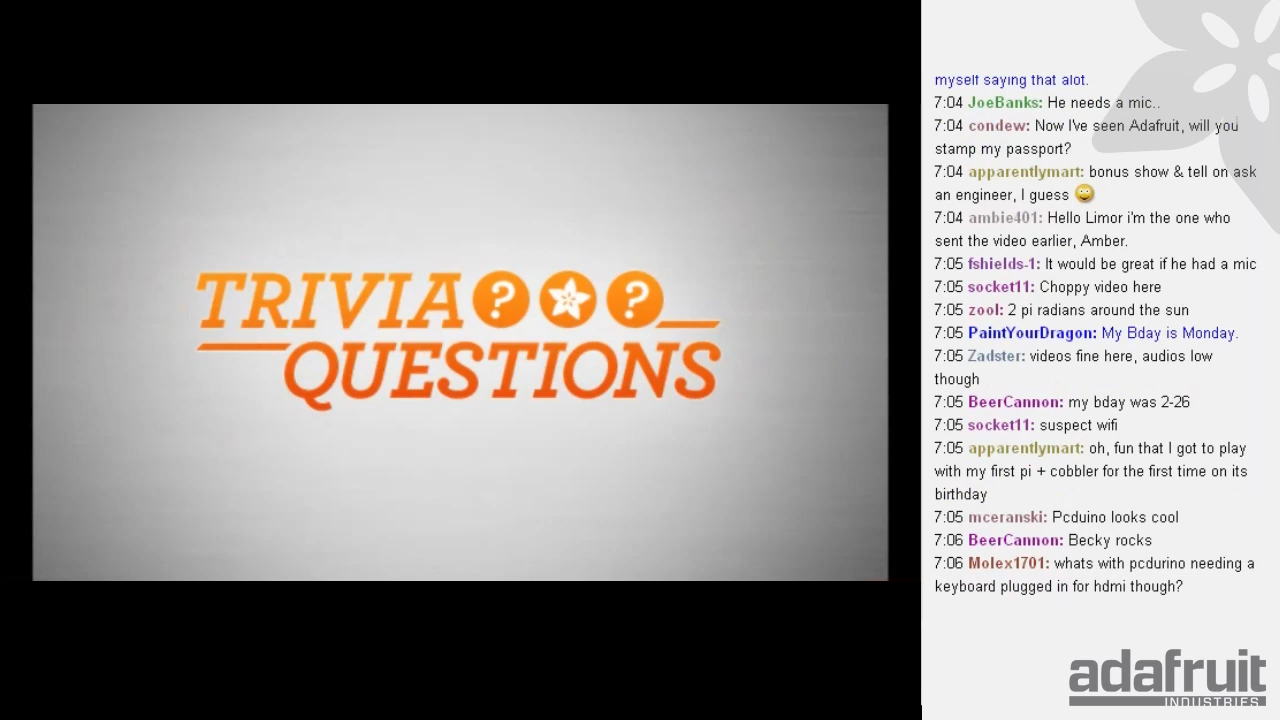 TRIVIA ? ?
QUESTIONS
myself saying that alot.
7:04 JoeBanks: He needs a mic..
7:04 condew: Now I've seen Adafruit, will you
stamp my passport?
7:04 apparentlymart: bonus show & tell on ask
an engineer, I guess
7:04 ambie401: Hello Limor i'm the one who
sent the video earlier, Amber.
7:05 fshields-1: It would be great if he had a mic
7:05 socket11: Choppy video here
7:05 zool: 2 pi radians around the sun
7:05 PaintYourDragon: My Bday is Monday.
7:05 Zadster: videos fine here, audios low
though
7:05 BeerCannon: my bday was 2-26
7:05 socket11: suspect wifi
7:05 apparentlymart: oh, fun that I got to play
with my first pi + cobbler for the first time on its
birthday
7:05 mceranski: Pcduino looks cool
7:06 BeerCannon: Becky rocks
7:06 Molex1701: whats with pcdurino needing a
keyboard plugged in for hdmi though?
adafruit
INDUSTRIES